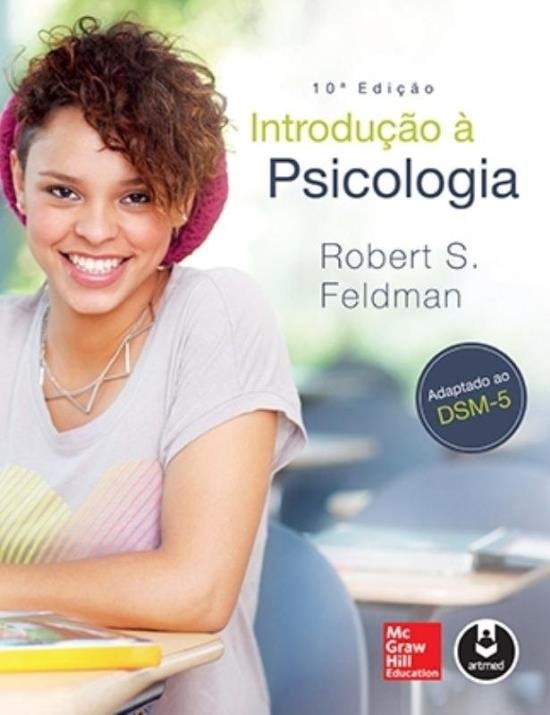 10ª Edição
Introdução à
Psicologia
Robert S.
Feldman
Adaptado ao
DSM-5
Mc
Graw
Hill
Education
artmed